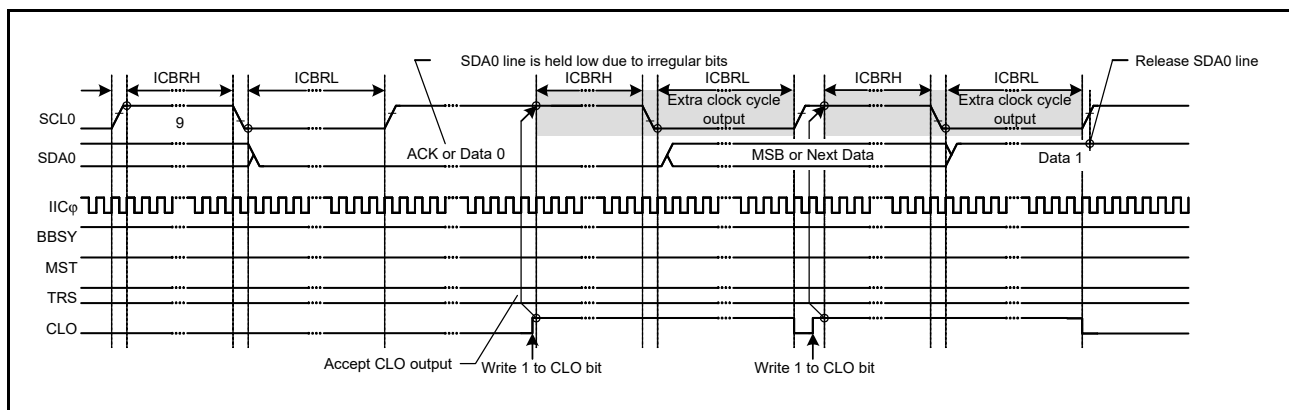 SDA0 line is held low due to irregular bits
Release SDA0 line
ICBRH
ICBRL
ICBRH
ICBRL
ICBRH
ICBRL
SCL0
9
Extra clock cycle
output
Extra clock cycle
output
SDA0
ACK or Data 0
MSB or Next Data
Data 1
IICφ
BBSY
MST
TRS
CLO
Accept CLO output
Write 1 to CLO bit
Write 1 to CLO bit